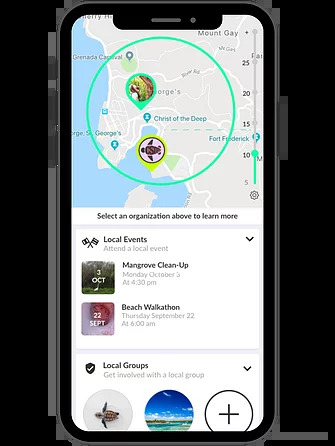 Mount Gay
25
Grenada Carnival
River Rd
20
George's
St. George's
15
Christ of the Deep
Fort Frederick
10
5
Select an organization above to learn more
Local Events
Attend a local event
3
OCT
Mangrove Clean-Up
Monday October 3
At 4:30 pm
22
SEPT
Beach Walkathon
Thursday September 22
At 6:00 am
Local Groups
Get involved with a local group